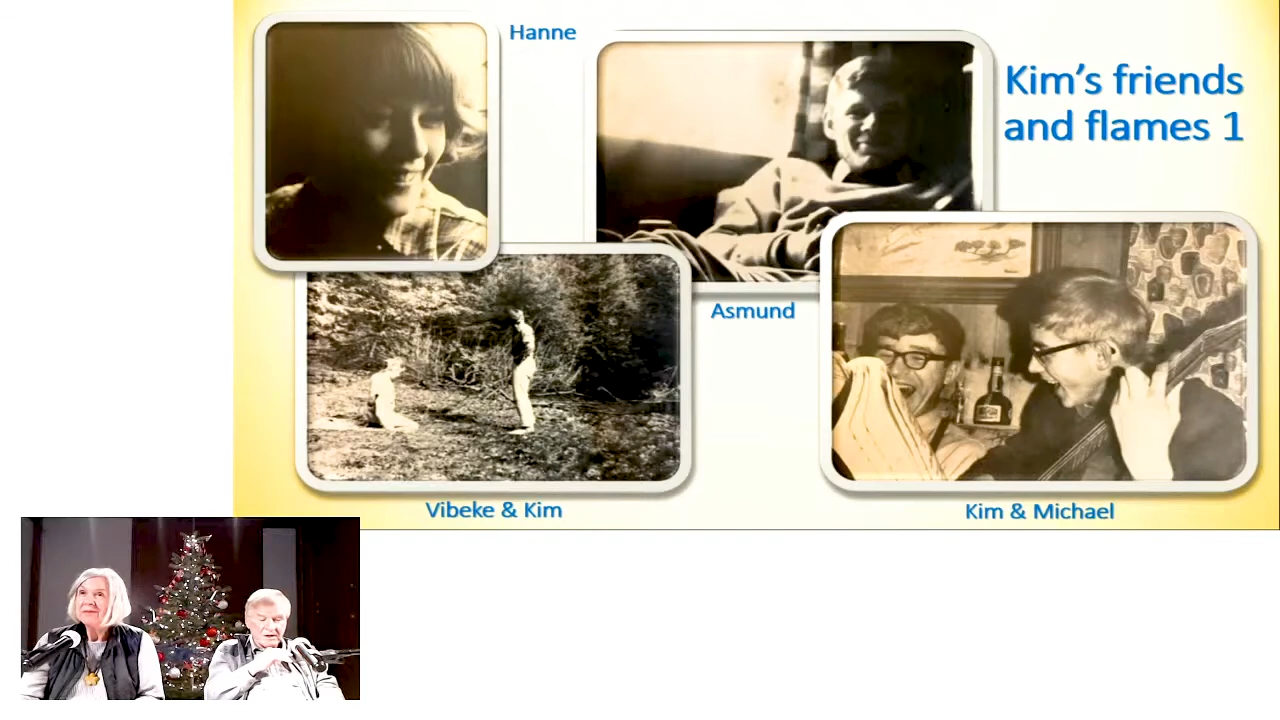 Hanne
Kim's friends
and flames 1
Asmund
Vibeke & Kim
Kim & Michael